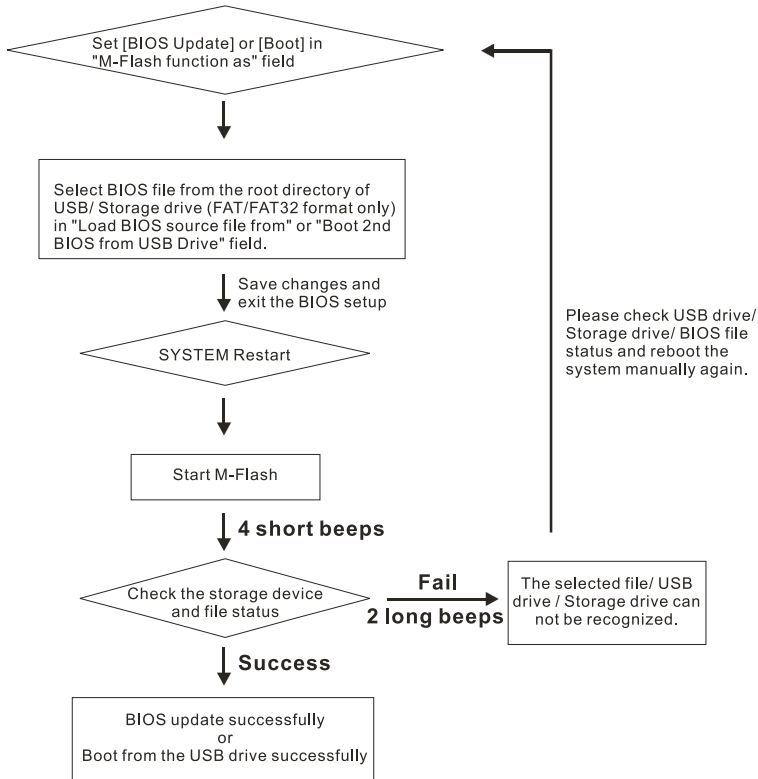 Set [BIOS Update] or [Boot] in
"M-Flash function as" field
Select BIOS file from the root directory of
USB/ Storage drive (FAT/FAT32 format only)
in "Load BIOS source file from" or "Boot 2nd
BIOS from USB Drive" field.
Save changes and
exit the BIOS setup
SYSTEM Restart
Start M-Flash
4 short beeps
Check the storage device
and file status
Fail
2 long beeps
The selected file/ USB
drive / Storage drive can
not be recognized.
Please check USB drive/
Storage drive/ BIOS file
status and reboot the
system manually again.
Success
BIOS update successfully
or
Boot from the USB drive successfully